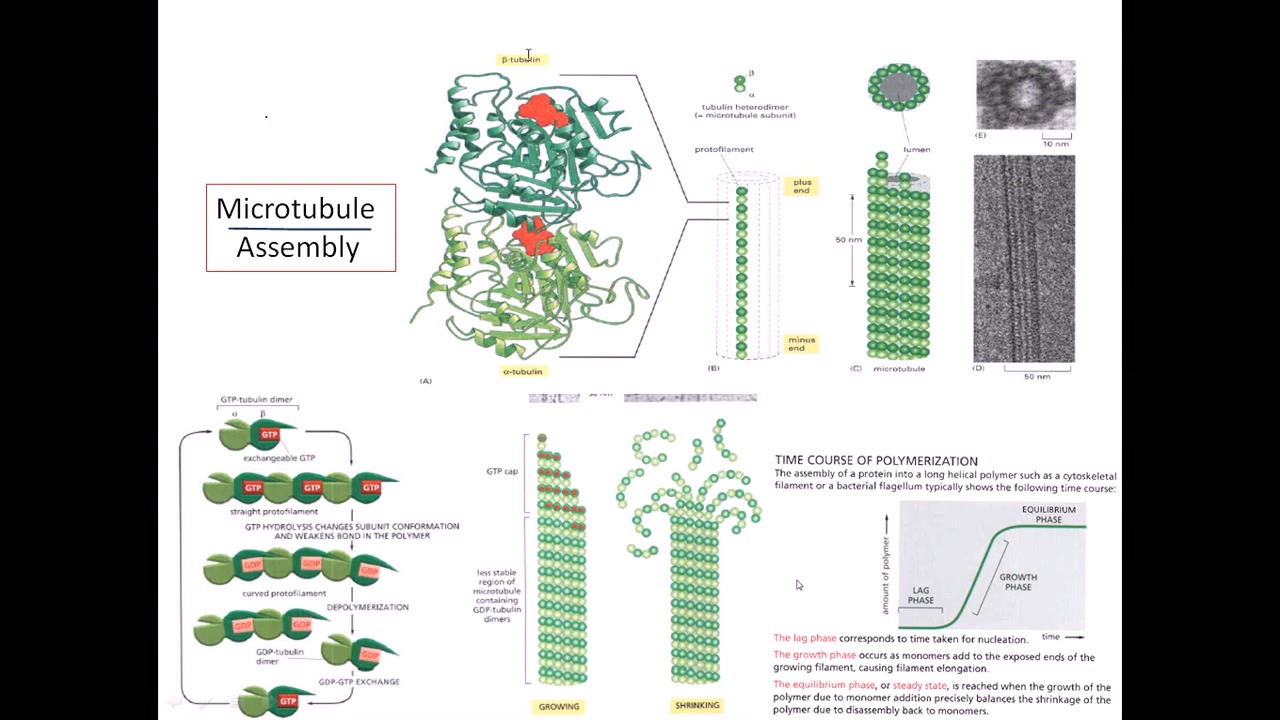 Microtubule
Assembly
β-tubulin
α-tubulin
(A)
β
α
tubulin heterodimer
(= microtubule subunit)
protofilament
plus
end
minus
end
(B)
lumen
50 nm
(C) microtubule
(E)
10 nm
(D)
50 nm
GTP-tubulin dimer
α β
GTP
exchangeable GTP
GTP GTP GTP
straight protofilament
GTP HYDROLYSIS CHANGES SUBUNIT CONFORMATION
AND WEAKENS BOND IN THE POLYMER
GDP GDP GDP
curved protofilament
DEPOLYMERIZATION
GDP GDP
GDP-tubulin
dimer
GDP
GDP-GTP EXCHANGE
GTP
GTP cap
less stable
region of
microtubule
containing
GDP-tubulin
dimers
GROWING
SHRINKING
TIME COURSE OF POLYMERIZATION
The assembly of a protein into a long helical polymer such as a cytoskeletal
filament or a bacterial flagellum typically shows the following time course:
amount of polymer
LAG
PHASE
GROWTH
PHASE
EQUILIBRIUM
PHASE
time
The lag phase corresponds to time taken for nucleation.
The growth phase occurs as monomers add to the exposed ends of the
growing filament, causing filament elongation.
The equilibrium phase, or steady state, is reached when the growth of the
polymer due to monomer addition precisely balances the shrinkage of the
polymer due to disassembly back to monomers.